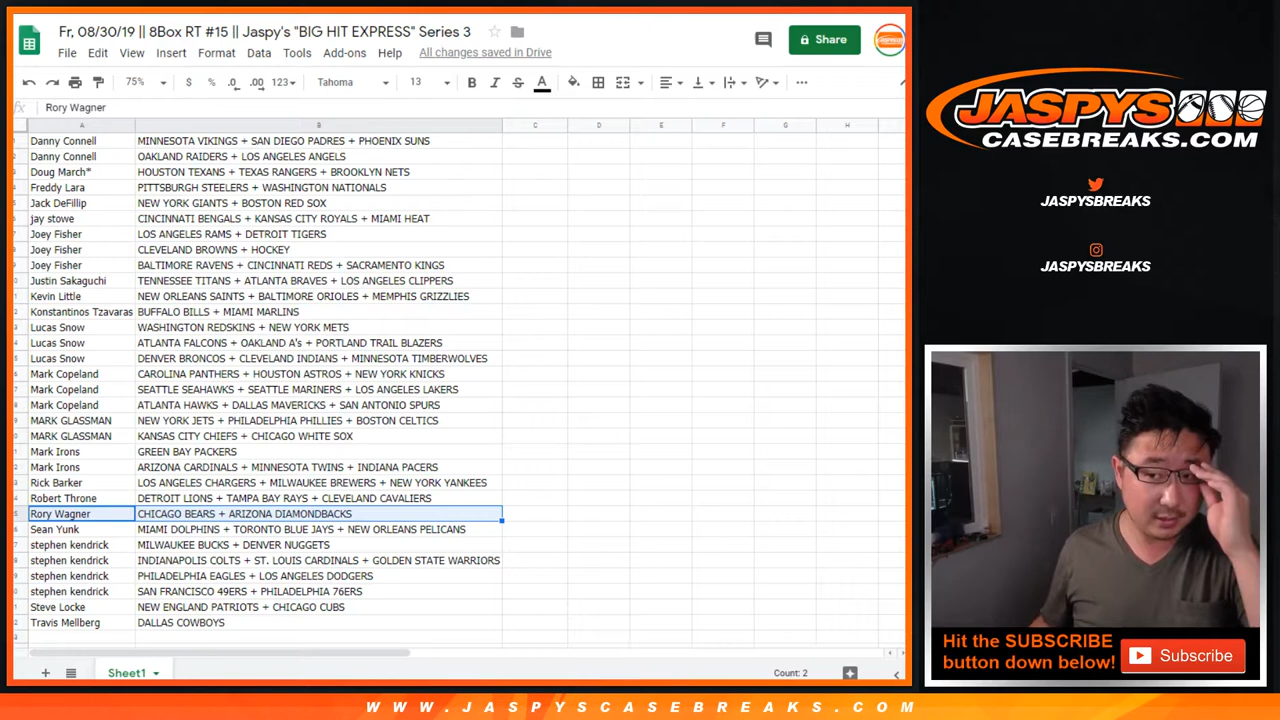 Fr, 08/30/19 || 8Box RT #15 || Jaspy's "BIG HIT EXPRESS" Series 3
Share
File Edit View Insert Format Data Tools Add-ons Help All changes saved in Drive
75% $ % .0 .00 123 Tahoma 13 B I S A
fx Rory Wagner
A B C D E F G H
Danny Connell MINNESOTA VIKINGS + SAN DIEGO PADRES + PHOENIX SUNS
Danny Connell OAKLAND RAIDERS + LOS ANGELES ANGELS
Doug March* HOUSTON TEXANS + TEXAS RANGERS + BROOKLYN NETS
Freddy Lara PITTSBURGH STEELERS + WASHINGTON NATIONALS
Jack DeFillip NEW YORK GIANTS + BOSTON RED SOX
jay stowe CINCINNATI BENGALS + KANSAS CITY ROYALS + MIAMI HEAT
Joey Fisher LOS ANGELES RAMS + DETROIT TIGERS
Joey Fisher CLEVELAND BROWNS + HOCKEY
Joey Fisher BALTIMORE RAVENS + CINCINNATI REDS + SACRAMENTO KINGS
Justin Sakaguchi TENNESSEE TITANS + ATLANTA BRAVES + LOS ANGELES CLIPPERS
Kevin Little NEW ORLEANS SAINTS + BALTIMORE ORIOLES + MEMPHIS GRIZZLIES
Konstantinos Tzavaras BUFFALO BILLS + MIAMI MARLINS
Lucas Snow WASHINGTON REDSKINS + NEW YORK METS
Lucas Snow ATLANTA FALCONS + OAKLAND A's + PORTLAND TRAIL BLAZERS
Lucas Snow DENVER BRONCOS + CLEVELAND INDIANS + MINNESOTA TIMBERWOLVES
Mark Copeland CAROLINA PANTHERS + HOUSTON ASTROS + NEW YORK KNICKS
Mark Copeland SEATTLE SEAHAWKS + SEATTLE MARINERS + LOS ANGELES LAKERS
Mark Copeland ATLANTA HAWKS + DALLAS MAVERICKS + SAN ANTONIO SPURS
MARK GLASSMAN NEW YORK JETS + PHILADELPHIA PHILLIES + BOSTON CELTICS
MARK GLASSMAN KANSAS CITY CHIEFS + CHICAGO WHITE SOX
Mark Irons GREEN BAY PACKERS
Mark Irons ARIZONA CARDINALS + MINNESOTA TWINS + INDIANA PACERS
Rick Barker LOS ANGELES CHARGERS + MILWAUKEE BREWERS + NEW YORK YANKEES
Robert Throne DETROIT LIONS + TAMPA BAY RAYS + CLEVELAND CAVALIERS
Rory Wagner CHICAGO BEARS + ARIZONA DIAMONDBACKS
Sean Yunk MIAMI DOLPHINS + TORONTO BLUE JAYS + NEW ORLEANS PELICANS
stephen kendrick MILWAUKEE BUCKS + DENVER NUGGETS
stephen kendrick INDIANAPOLIS COLTS + ST. LOUIS CARDINALS + GOLDEN STATE WARRIORS
stephen kendrick PHILADELPHIA EAGLES + LOS ANGELES DODGERS
stephen kendrick SAN FRANCISCO 49ERS + PHILADELPHIA 76ERS
Steve Locke NEW ENGLAND PATRIOTS + CHICAGO CUBS
Travis Mellberg DALLAS COWBOYS
Sheet1
Count: 2
JASPYS
CASEBREAKS.COM
JASPYSBREAKS
JASPYSBREAKS
Hit the SUBSCRIBE
button down below!
Subscribe
WWW.JASPYSCASEBREAKS.COM